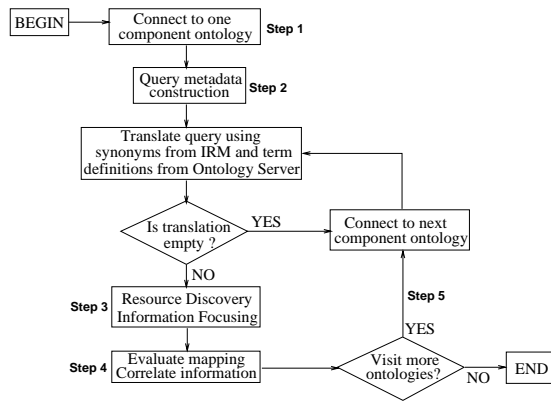 BEGIN
Connect to one
component ontology
Step 1
Query metadata
construction
Step 2
Translate query using
synonyms from IRM and term
definitions from Ontology Server
Is translation
empty ?
YES
Connect to next
component ontology
NO
Step 3
Resource Discovery
Information Focusing
Step 5
YES
Step 4
Evaluate mapping
Correlate information
Visit more
ontologies?
NO
END